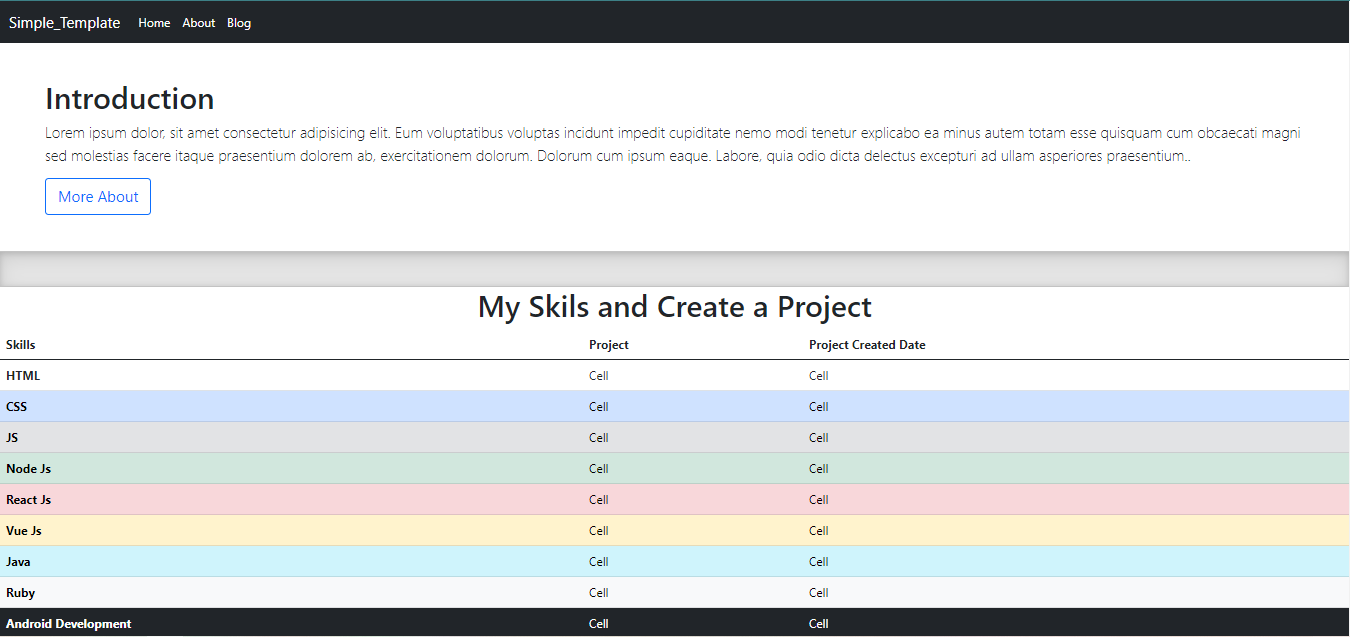 Simple_Template Home About Blog
Introduction
Lorem ipsum dolor, sit amet consectetur adipisicing elit. Eum voluptatibus voluptas incidunt impedit cupiditate nemo modi tenetur explicabo ea minus autem totam esse quisquam cum obcaecati magni
sed molestias facere itaque praesentium dolorem ab, exercitationem dolorum. Dolorum cum ipsum eaque. Labore, quia odio dicta delectus excepturi ad ullam asperiores praesentium..
More About
My Skils and Create a Project
Skills Project Project Created Date
HTML Cell Cell
CSS Cell Cell
JS Cell Cell
Node Js Cell Cell
React Js Cell Cell
Vue Js Cell Cell
Java Cell Cell
Ruby Cell Cell
Android Development Cell Cell